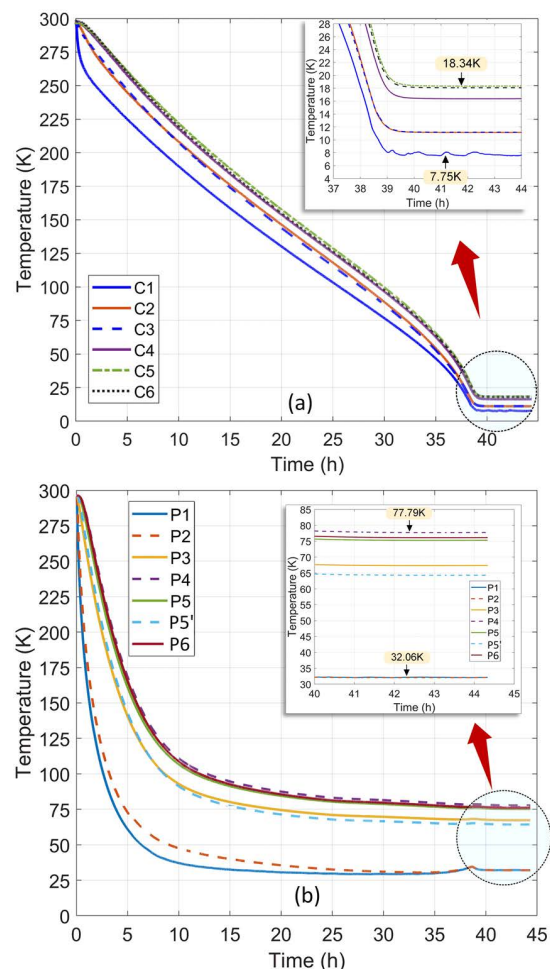 300
275
250
225
200
175
150
125
100
75
50
25
0
Temperature (K)
0
5
10
15
20
25
30
35
40
Time (h)
C1
C2
C3
C4
C5
C6
(a)
28
26
24
22
20
18
16
14
12
10
8
6
4
Temperature (K)
18.34K
7.75K
37
38
39
40
41
42
43
44
Time (h)
300
275
250
225
200
175
150
125
100
75
50
25
0
Temperature (K)
0
5
10
15
20
25
30
35
40
45
Time (h)
P1
P2
P3
P4
P5
P5'
P6
(b)
85
80
75
70
65
60
55
50
45
40
35
30
Temperature (K)
77.79K
32.06K
P1
P2
P3
P4
P5
P5'
P6
40
41
42
43
44
45
Time (h)